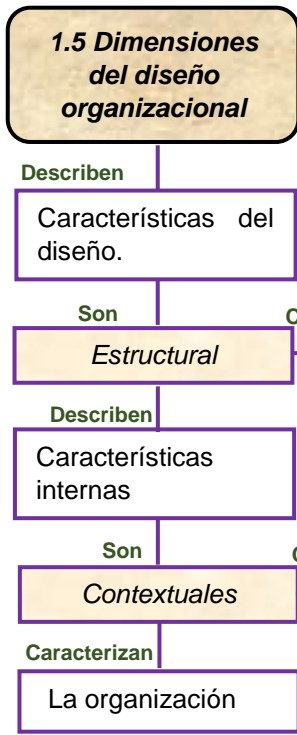 1.5 Dimensiones
del diseño
organizacional
Describen
Características del
diseño.
Son
Estructural
Describen
Características
internas
Son
Contextuales
Caracterizan
La organización